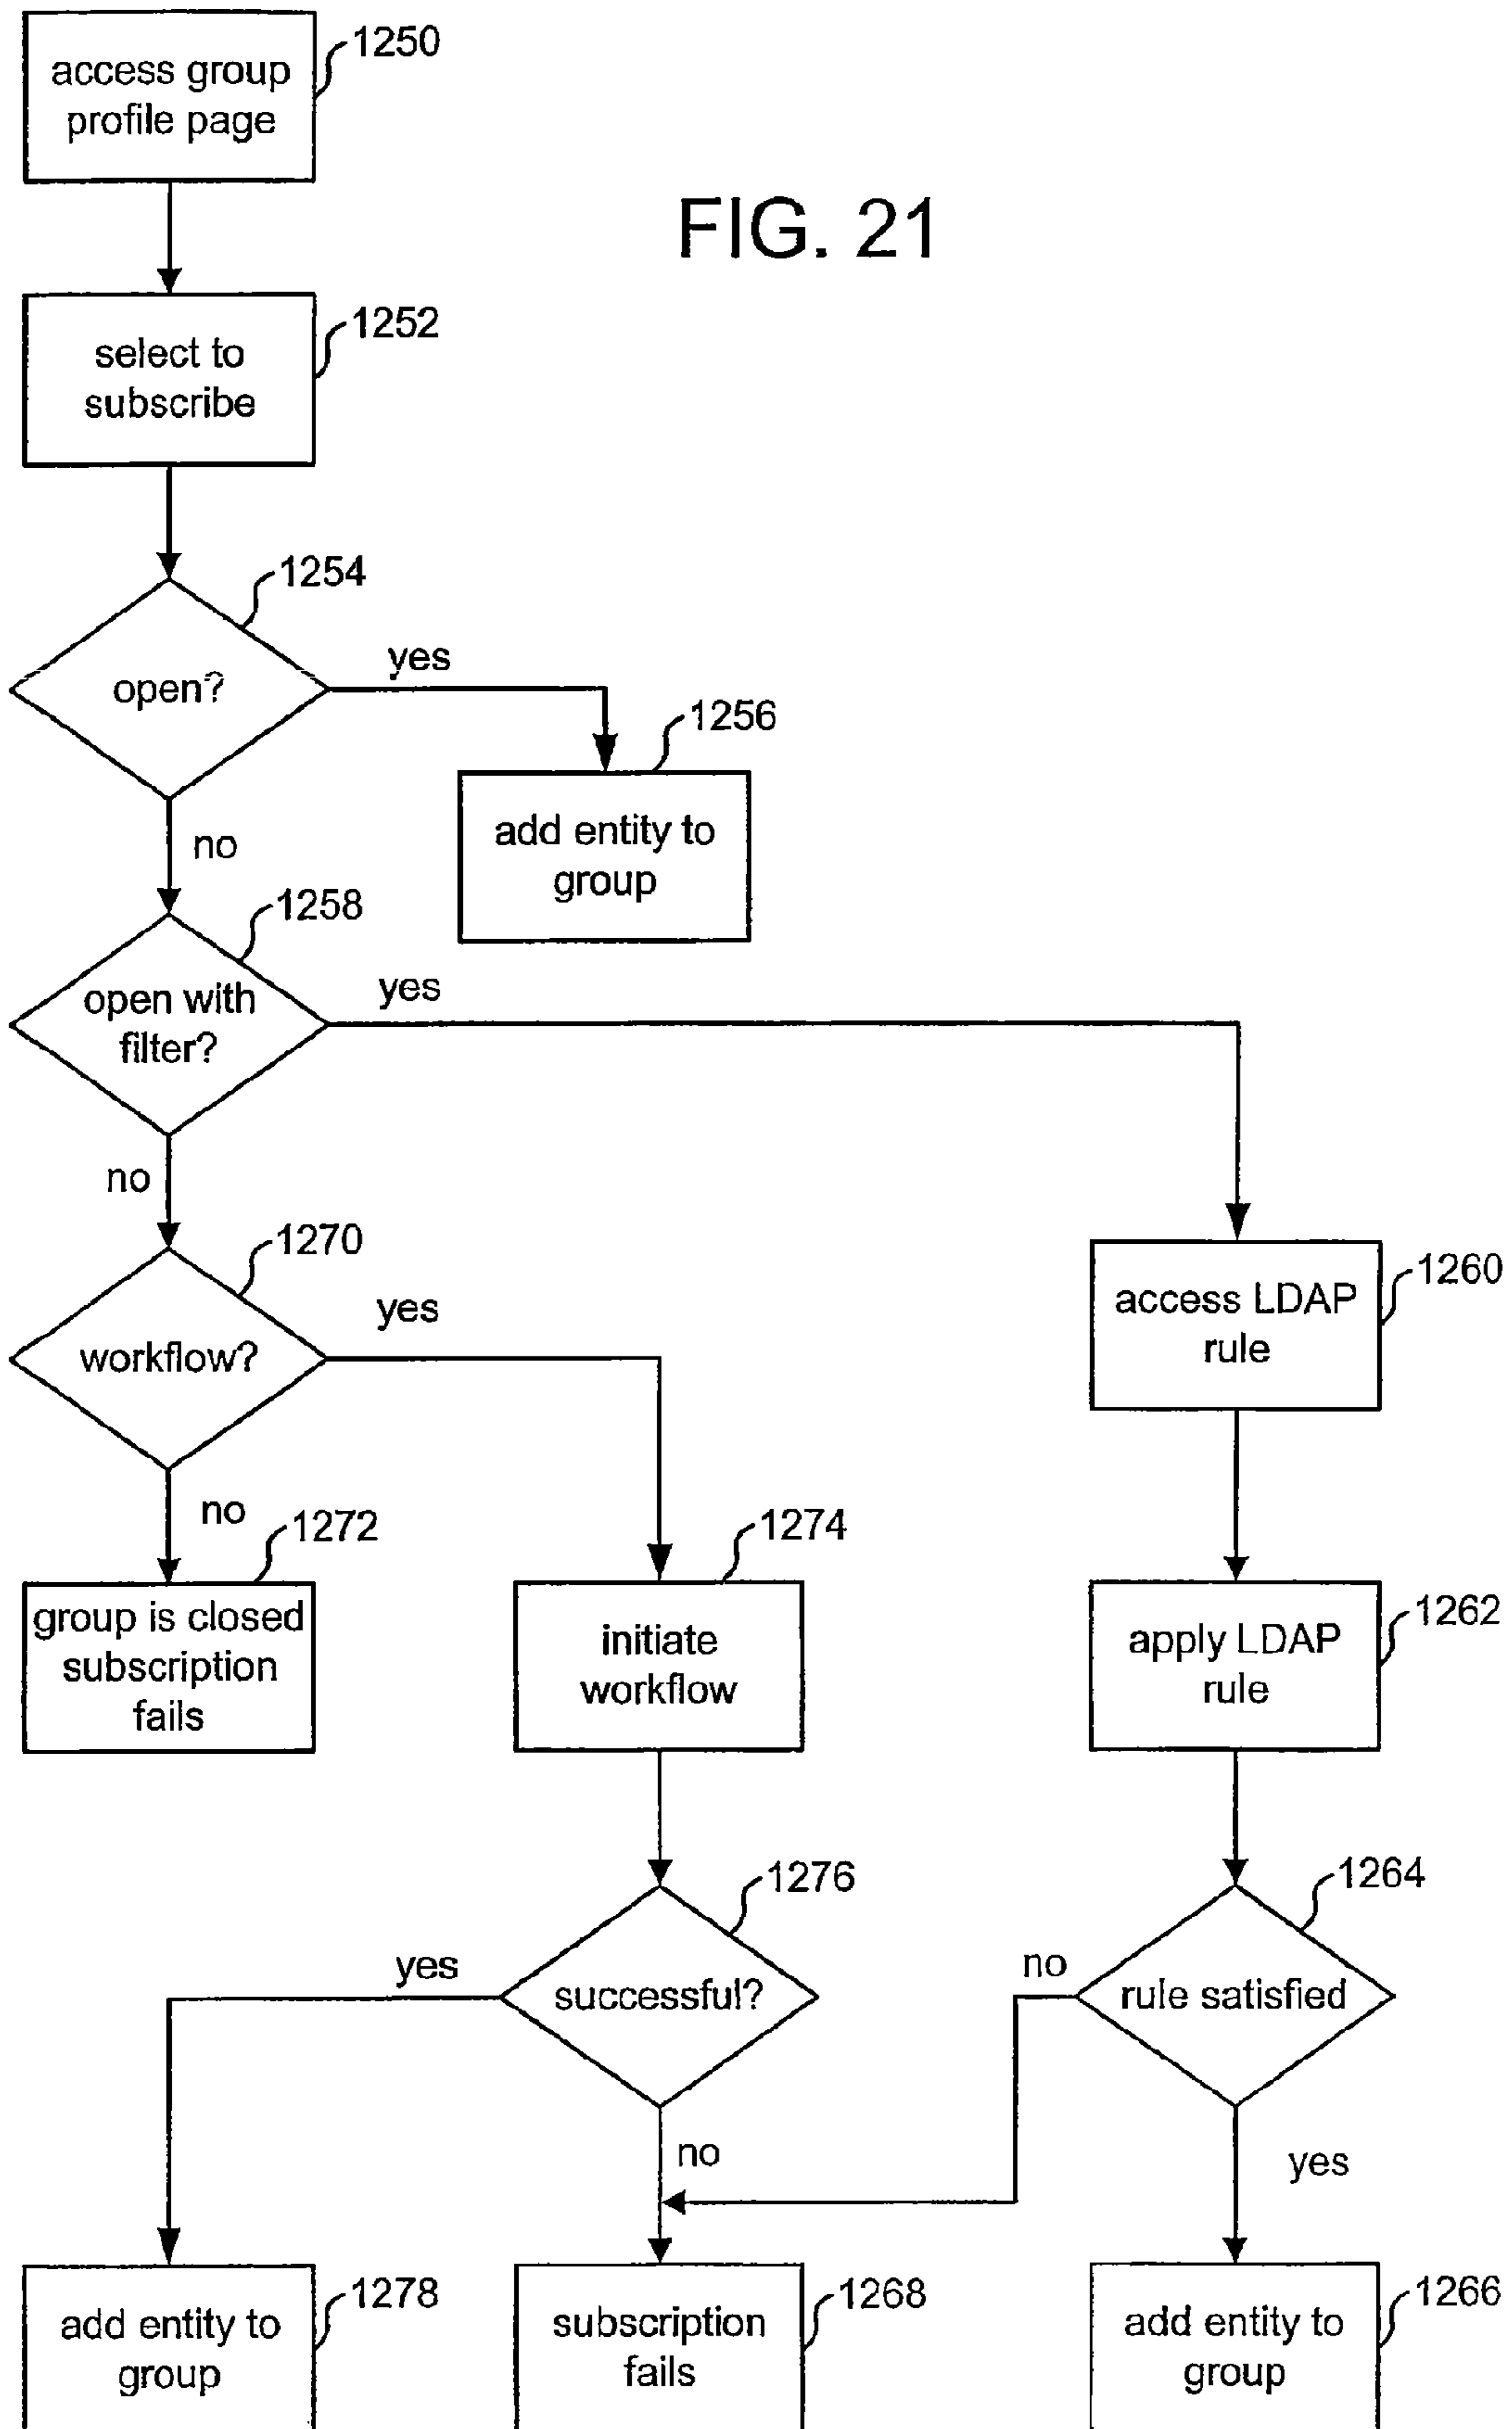 1250
access group
profile page
FIG. 21
1252
select to
subscribe
1254
yes
open?
1256
add entity to
group
no
1258
yes
open with
filter?
no
1270
yes
workflow?
1260
access LDAP
rule
no
1272
group is closed
subscription
fails
1274
initiate
workflow
1262
apply LDAP
rule
1276
yes
successful?
1264
no
rule satisfied
no
yes
1278
add entity to
group
1268
subscription
fails
1266
add entity to
group